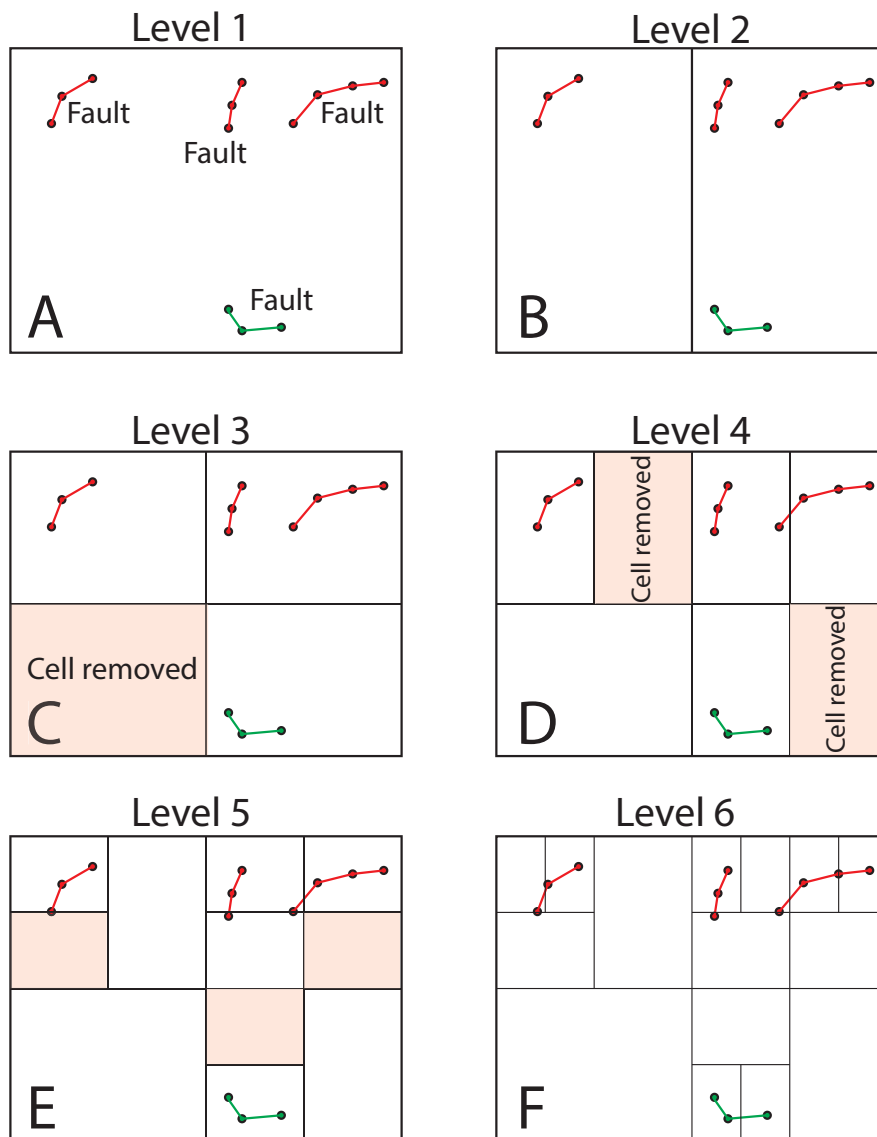 Level 1
Level 2
Fault
Fault
Fault
Fault
A
B
Level 3
Level 4
Cell removed
Cell removed
Cell removed
C
D
Level 5
Level 6
E
F